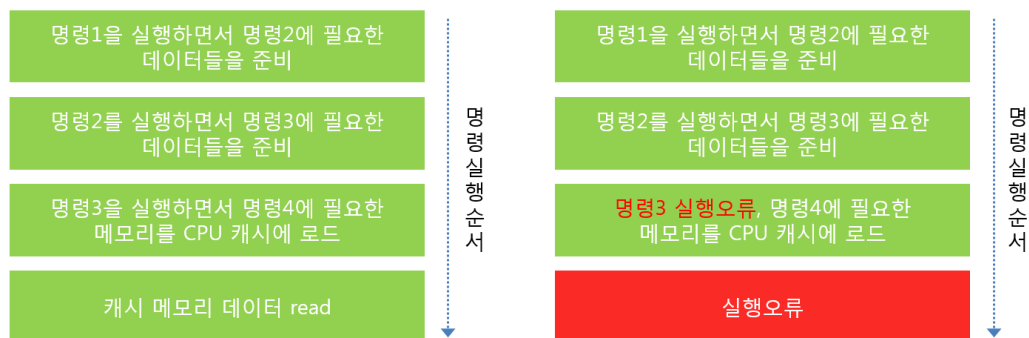 명령1을 실행하면서 명령2에 필요한
데이터들을 준비
명령2를 실행하면서 명령3에 필요한
데이터들을 준비
명령3을 실행하면서 명령4에 필요한
메모리를 CPU 캐시에 로드
캐시 메모리 데이터 read
명령실행순서
명령1을 실행하면서 명령2에 필요한
데이터들을 준비
명령2를 실행하면서 명령3에 필요한
데이터들을 준비
명령3 실행오류, 명령4에 필요한
메모리를 CPU 캐시에 로드
실행오류
명령실행순서